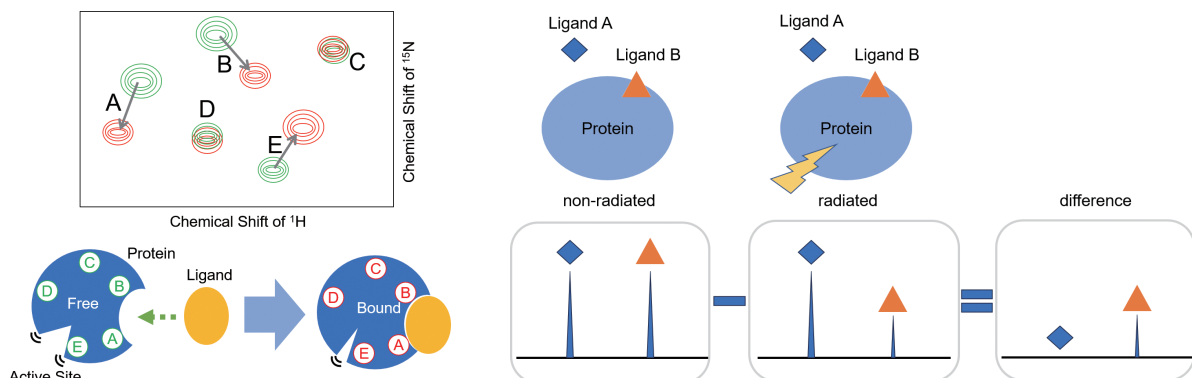 A
B
C
D
E
Chemical Shift of ¹H
Chemical Shift of ¹⁵N
Protein
Ligand
C
D
B
Free
E
A
Active Site
C
D
B
Bound
E
A
Ligand A
Ligand B
Protein
non-radiated
Ligand A
Ligand B
Protein
radiated
difference